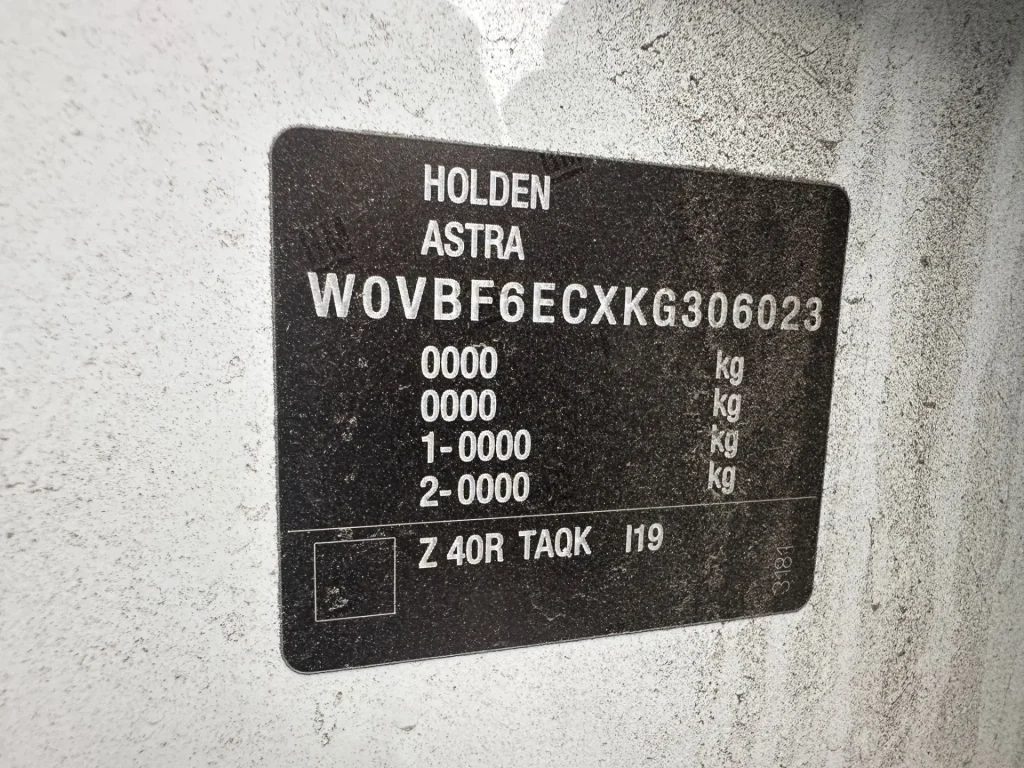 HOLDEN
ASTRA
W0VBF6ECXKG306023
0000 kg
0000 kg
1-0000 kg
2-0000 kg
Z 40R TAQK I19
3181